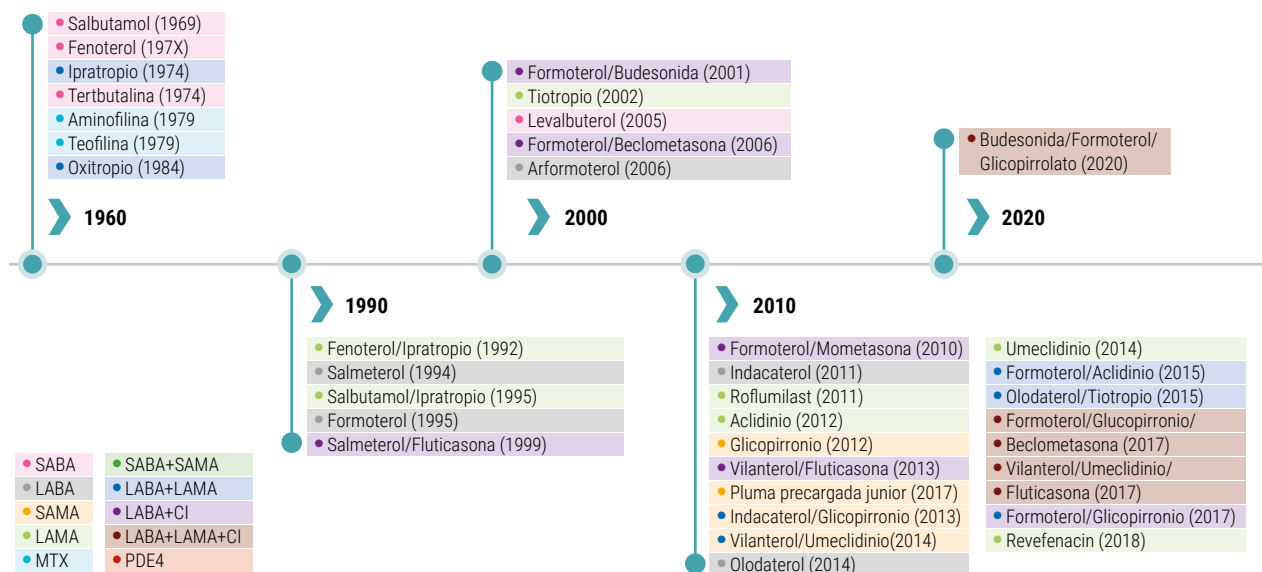 Salbutamol (1969)
Fenoterol (197X)
Ipratropio (1974)
Tertbutalina (1974)
Aminofilina (1979
Teofilina (1979)
Oxitropio (1984)
1960
Fenoterol/Ipratropio (1992)
Salmeterol (1994)
Salbutamol/Ipratropio (1995)
Formoterol (1995)
Salmeterol/Fluticasona (1999)
1990
Formoterol/Budesonida (2001)
Tiotropio (2002)
Levalbuterol (2005)
Formoterol/Beclometasona (2006)
Arformoterol (2006)
2000
2010
Formoterol/Mometasona (2010)
Indacaterol (2011)
Roflumilast (2011)
Aclidinio (2012)
Glicopirronio (2012)
Vilanterol/Fluticasona (2013)
Pluma precargada junior (2017)
Indacaterol/Glicopirronio (2013)
Vilanterol/Umeclidinio(2014)
Olodaterol (2014)
Umeclidinio (2014)
Formoterol/Aclidinio (2015)
Olodaterol/Tiotropio (2015)
Formoterol/Glucopirronio/
Beclometasona (2017)
Vilanterol/Umeclidinio/
Fluticasona (2017)
Formoterol/Glicopirronio (2017)
Revefenacin (2018)
Budesonida/Formoterol/
Glicopirrolato (2020)
2020
SABA
LABA
SAMA
LAMA
MTX
SABA+SAMA
LABA+LAMA
LABA+CI
LABA+LAMA+CI
PDE4